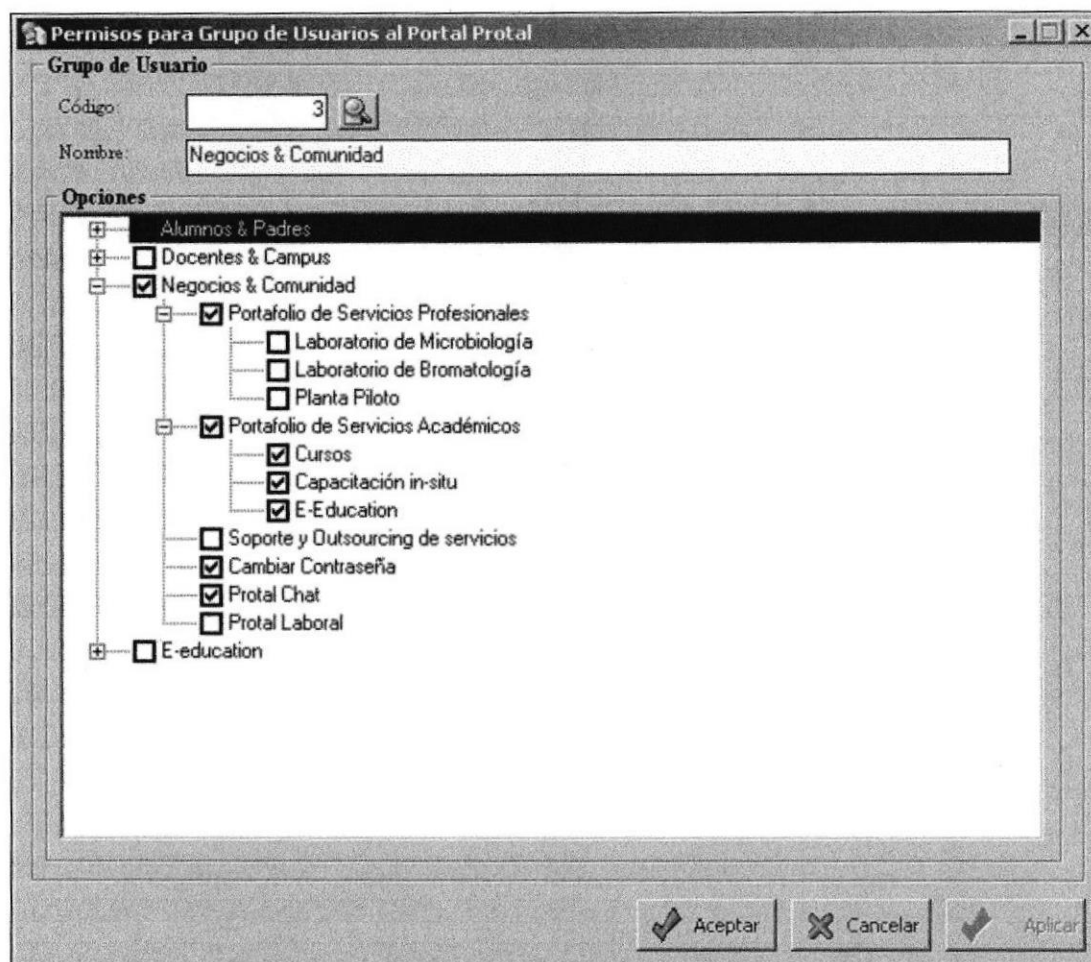 Permisos para Grupo de Usuarios al Portal Protal
Grupo de Usuario
Código: 3
Nombre: Negocios & Comunidad
Opciones
Alumnos & Padres
Docentes & Campus
Negocios & Comunidad
Portafolio de Servicios Profesionales
Laboratorio de Microbiología
Laboratorio de Bromatología
Planta Piloto
Portafolio de Servicios Académicos
Cursos
Capacitación in-situ
E-Education
Soporte y Outsourcing de servicios
Cambiar Contraseña
Protal Chat
Protal Laboral
E-education
Aceptar Cancelar Aplicar